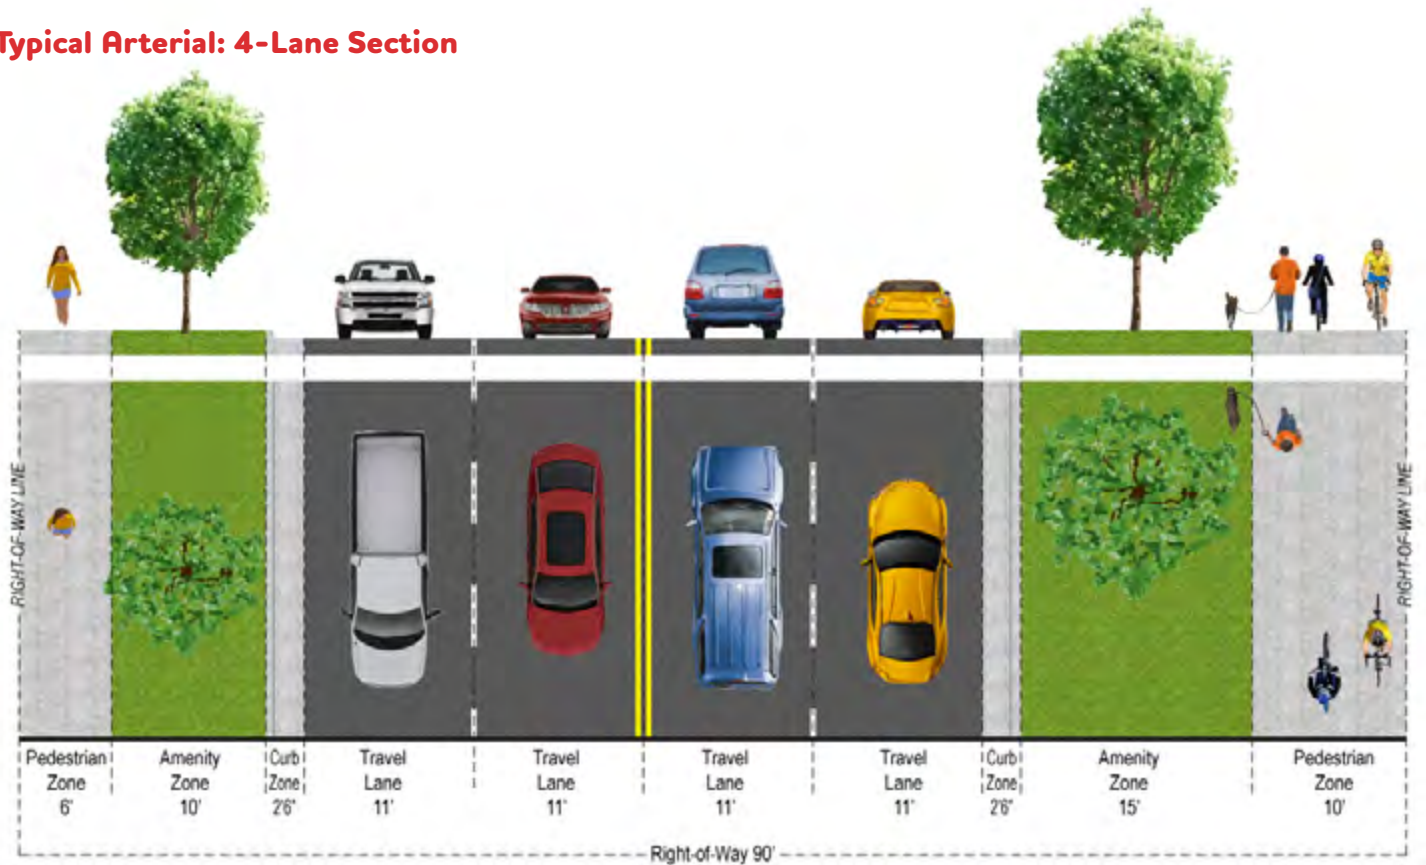 Typical Arterial: 4-Lane Section
RIGHT-OF-WAY LINE
RIGHT-OF-WAY LINE
Pedestrian
Zone
6'
Amenity
Zone
10'
Curb
Zone
2'6"
Travel
Lane
11'
Travel
Lane
11'
Travel
Lane
11'
Travel
Lane
11'
Curb
Zone
2'6"
Amenity
Zone
15'
Pedestrian
Zone
10'
Right-of-Way 90'